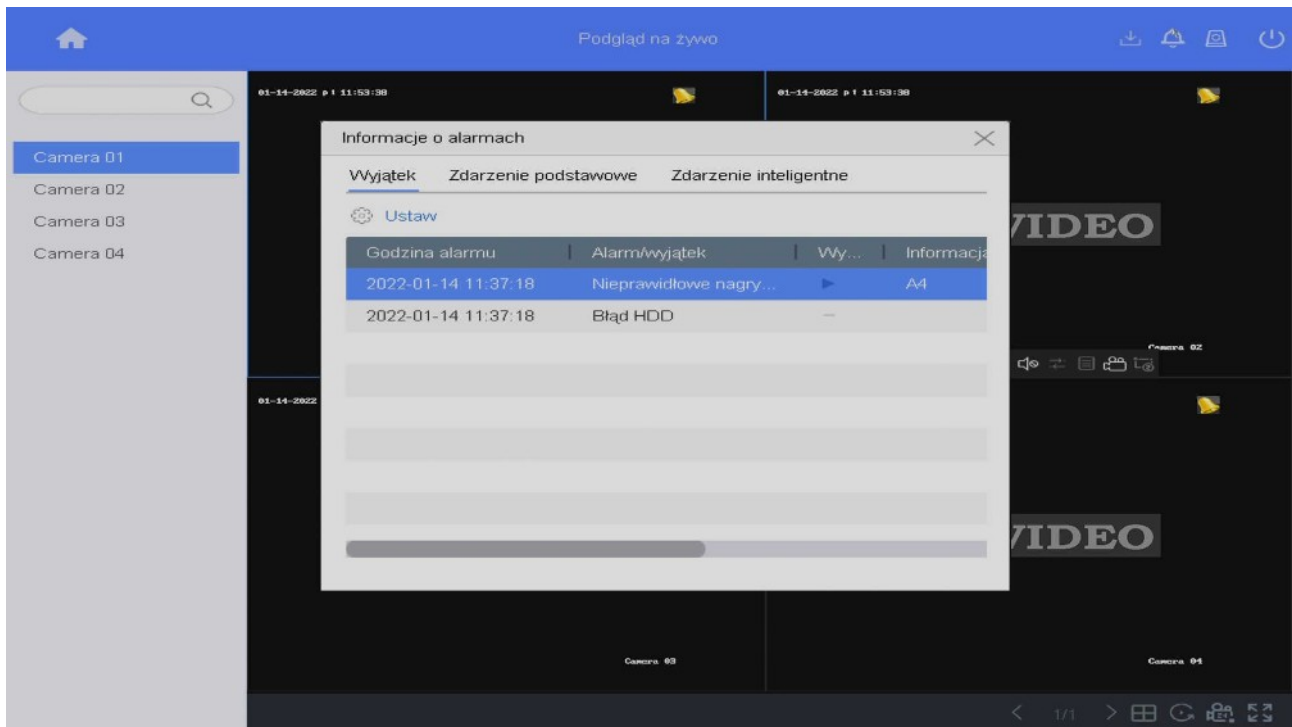 Podgląd na żywo
01-14-2022 pt 11:53:38
01-14-2022 pt 11:53:38
Camera 01
Camera 02
Camera 03
Camera 04
Informacje o alarmach
Wyjątek Zdarzenie podstawowe Zdarzenie inteligentne
Ustaw
Godzina alarmu Alarm/wyjątek Wy... Informacja
2022-01-14 11:37:18 Nieprawidłowe nagry... A4
2022-01-14 11:37:18 Błąd HDD —
VIDEO
Camera 02
01-14-2022
VIDEO
Camera 03
Camera 04
1/1